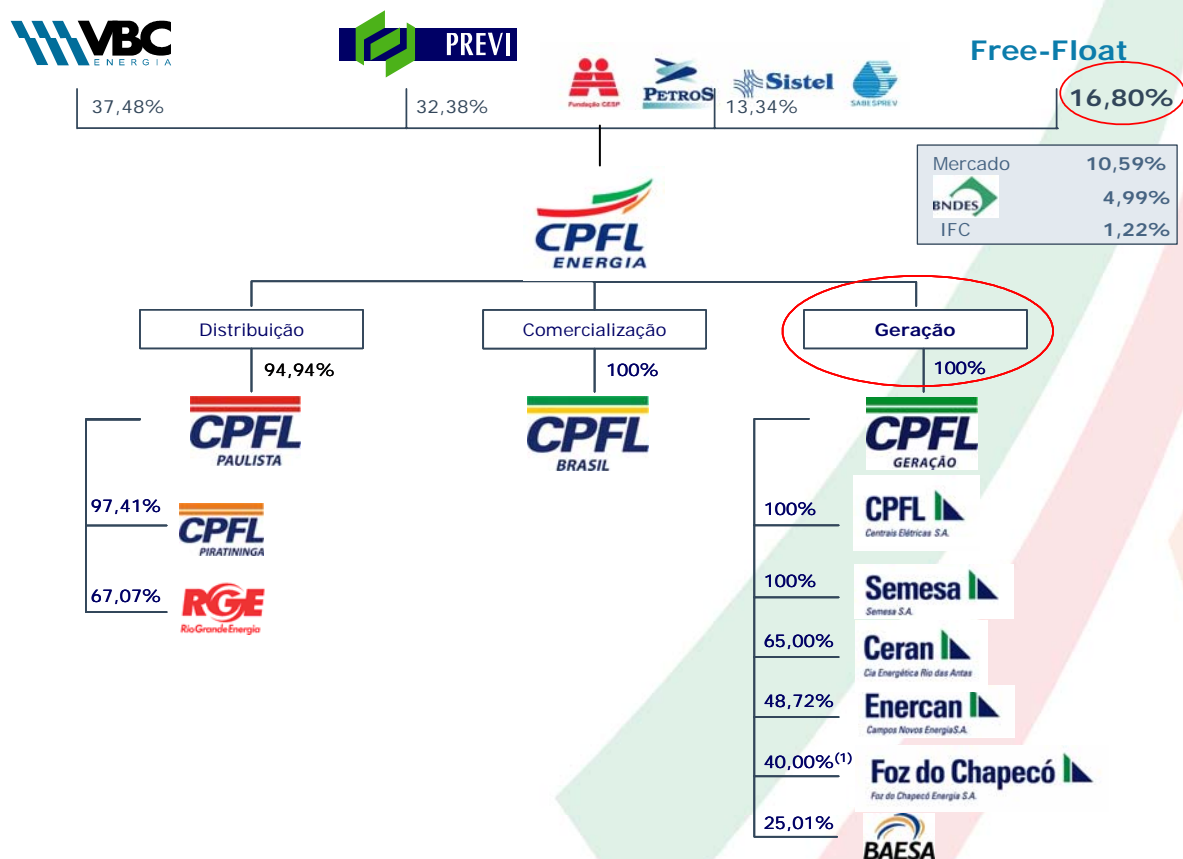 VBC
ENERGIA
PREVI
Fundação CESP
PETROS
Sistel
SABESPREV
Free-Float
37,48%
32,38%
13,34%
16,80%
Mercado 10,59%
BNDES 4,99%
IFC 1,22%
CPFL
ENERGIA
Distribuição
Comercialização
Geração
94,94%
100%
100%
CPFL
PAULISTA
CPFL
BRASIL
CPFL
GERAÇÃO
97,41%
CPFL
PIRATININGA
67,07%
RGE
Rio Grande Energia
100%
CPFL
Centrais Elétricas S.A.
100%
Semesa
Semesa S.A.
65,00%
Ceran
Cia Energética Rio das Antas
48,72%
Enercan
Campos Novos Energia S.A.
40,00%(1)
Foz do Chapecó
Foz do Chapecó Energia S.A.
25,01%
BAESA